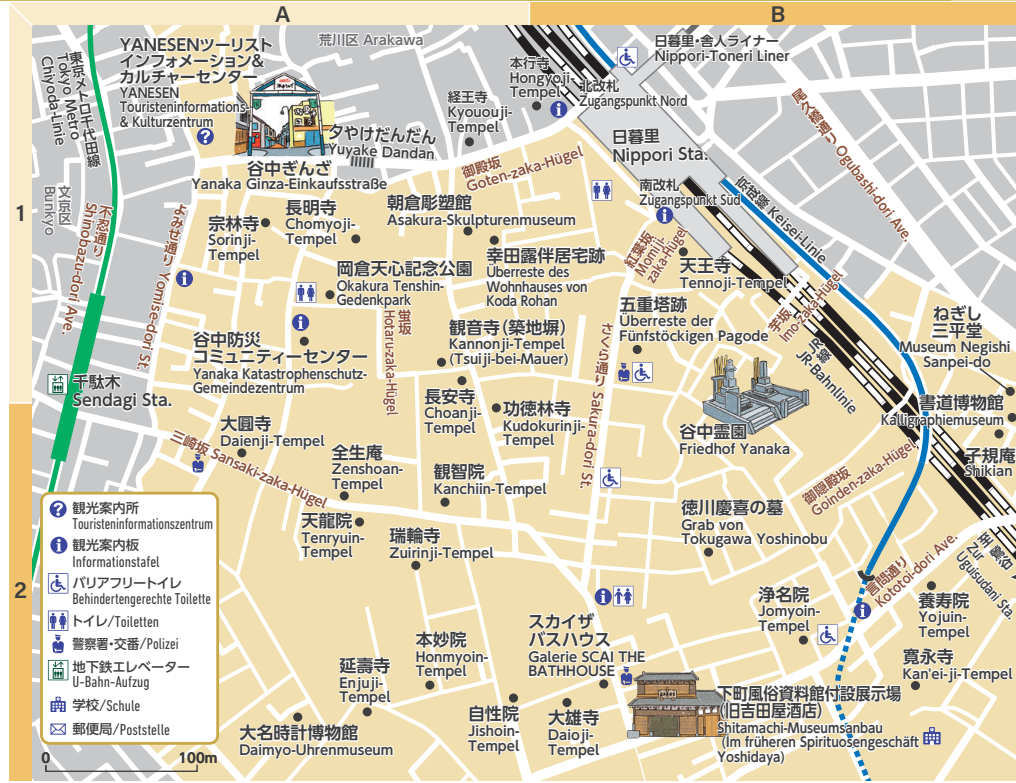 A
B
1
2
YANESENツーリスト
インフォメーション&
カルチャーセンター
YANESEN
Touristeninformations-
& Kulturzentrum
東京メトロ千代田線
Tokyo Metro
Chiyoda-Linie
荒川区 Arakawa
文京区
Bunkyo
本行寺
Hongyoji-
Tempel
経王寺
Kyououji-
Tempel
北改札
Zugangspunkt Nord
日暮里・舎人ライナー
Nippori-Toneri Liner
日暮里
Nippori Sta.
尾久橋通り Ogubashi-dori Ave.
夕やけだんだん
Yuyake Dandan
谷中ぎんざ
Yanaka Ginza-Einkaufsstraße
御殿坂
Goten-zaka-Hügel
南改札
Zugangspunkt Süd
京成線 Keisei-Linie
不忍通り
Shinobazu-dori Ave.
よみせ通り Yomise-dori St.
宗林寺
Sorinji-
Tempel
長明寺
Chomyoji-
Tempel
朝倉彫塑館
Asakura-Skulpturenmuseum
幸田露伴居宅跡
Überreste des
Wohnhauses von
Koda Rohan
紅葉坂
Momiji-
zaka-Hügel
天王寺
Tennoji-Tempel
岡倉天心記念公園
Okakura Tenshin-
Gedenkpark
蛍坂
Hotaru-zaka-Hügel
五重塔跡
Überreste der
Fünfstöckigen Pagode
芋坂
Imo-zaka-Hügel
JR線
JR-Bahnlinie
ねぎし
三平堂
Museum Negishi
Sanpei-do
谷中防災
コミュニティーセンター
Yanaka Katastrophenschutz-
Gemeindezentrum
観音寺(築地塀)
Kannonji-Tempel
(Tsuiji-bei-Mauer)
さくら通り Sakura-dori St.
千駄木
Sendagi Sta.
長安寺
Choanji-
Tempel
功徳林寺
Kudokurinji-
Tempel
谷中霊園
Friedhof Yanaka
書道博物館
Kalligraphiemuseum
子規庵
Shikian
大圓寺
Daienji-Tempel
三崎坂 Sansaki-zaka-Hügel
全生庵
Zenshoan-
Tempel
観智院
Kanchiin-Tempel
御隠殿坂
Goinden-zaka-Hügel
徳川慶喜の墓
Grab von
Tokugawa Yoshinobu
天龍院
Tenryuin-
Tempel
瑞輪寺
Zuirinji-Tempel
言問通り
Kototoi-dori Ave.
Zur
Uguisudani Sta.
浄名院
Jomyoin-
Tempel
養寿院
Yojuin-
Tempel
寛永寺
Kan'ei-ji-Tempel
スカイザ
バスハウス
Galerie SCAI THE
BATHHOUSE
本妙院
Honmyoin-
Tempel
延壽寺
Enjuji-
Tempel
大名時計博物館
Daimyo-Uhrenmuseum
自性院
Jishoin-
Tempel
大雄寺
Daioji-
Tempel
下町風俗資料館付設展示場
(旧吉田屋酒店)
Shitamachi-Museumsanbau
(Im früheren Spirituosengeschäft
Yoshidaya)
観光案内所
Touristeninformationszentrum
観光案内板
Informationstafel
バリアフリートイレ
Behindertengerechte Toilette
トイレ/Toiletten
警察署・交番/Polizei
地下鉄エレベーター
U-Bahn-Aufzug
学校/Schule
郵便局/Poststelle
0 100m